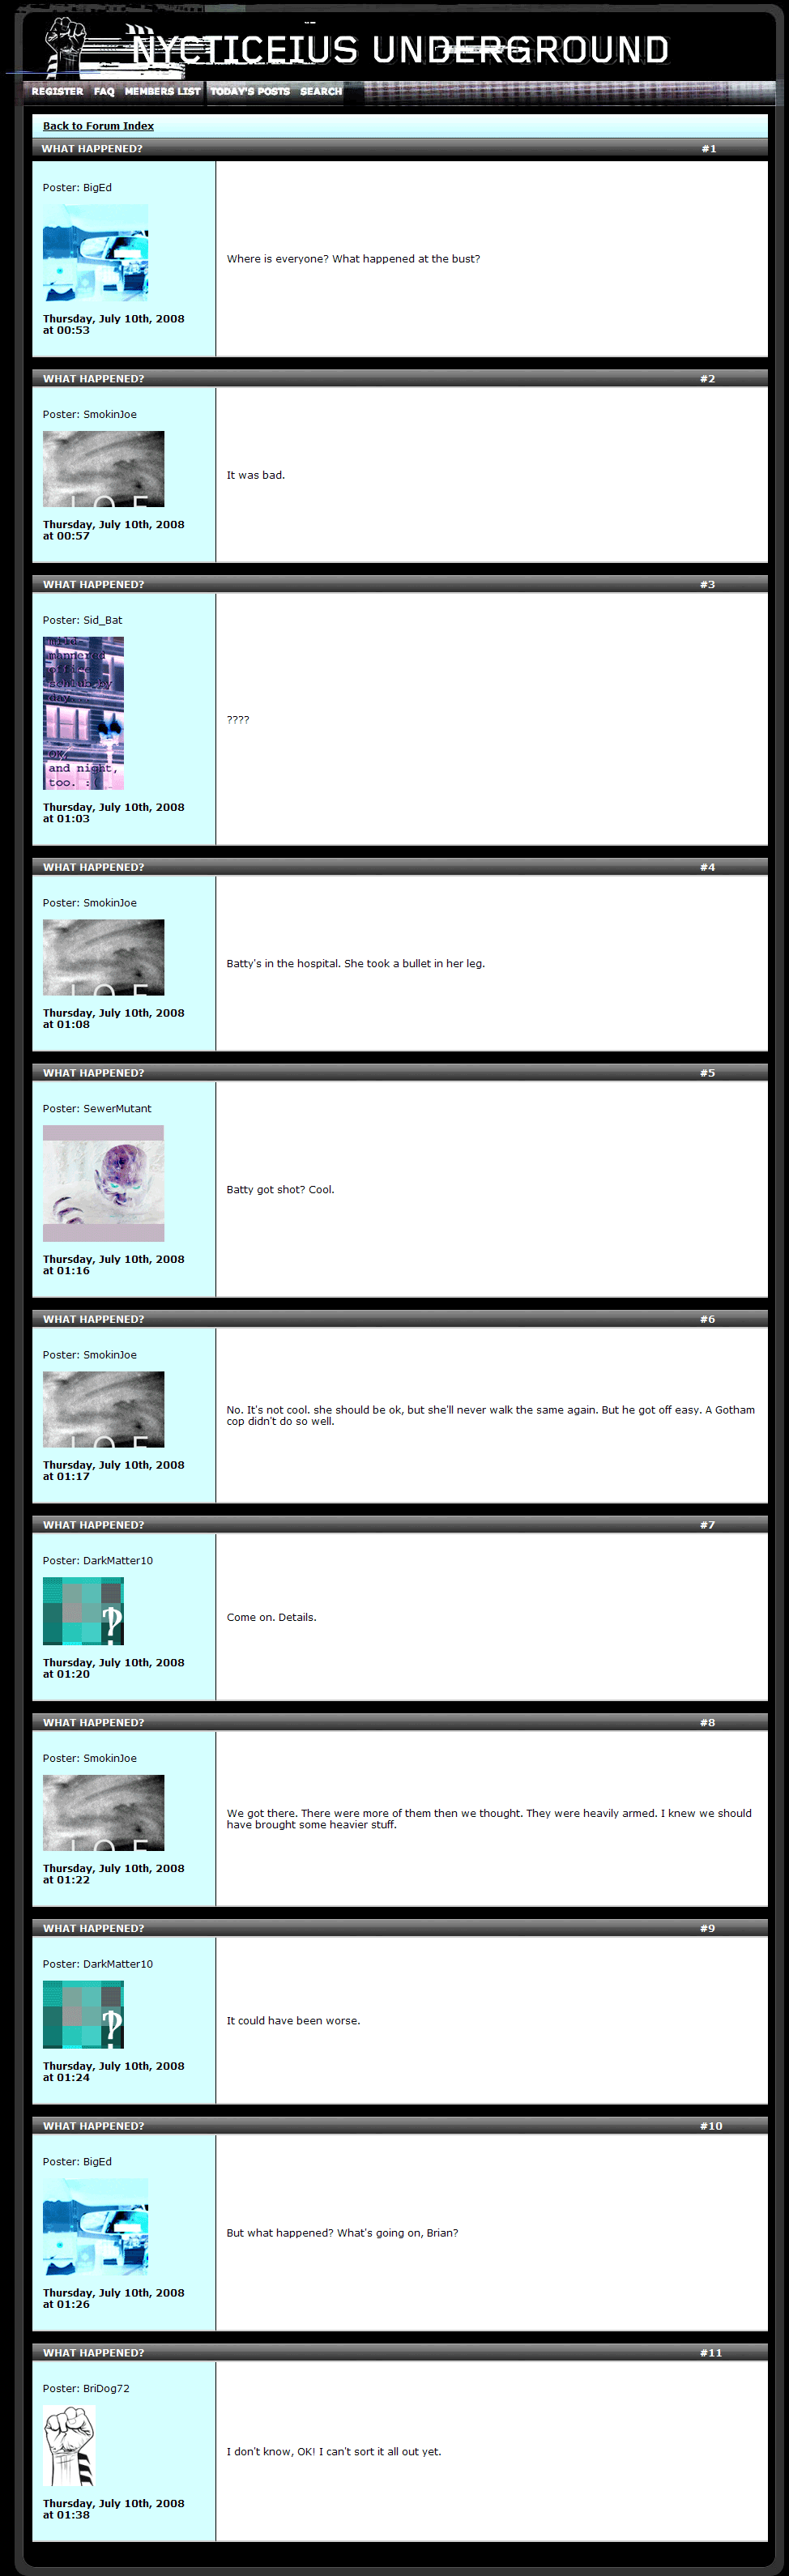 NYCTICEIUS UNDERGROUND
REGISTER FAQ MEMBERS LIST TODAY'S POSTS SEARCH
Back to Forum Index
WHAT HAPPENED? #1
Poster: BigEd
Thursday, July 10th, 2008
at 00:53
Where is everyone? What happened at the bust?
WHAT HAPPENED? #2
Poster: SmokinJoe
JOE
Thursday, July 10th, 2008
at 00:57
It was bad.
WHAT HAPPENED? #3
Poster: Sid_Bat
mild-
mannered
office
schlub by
day...
OK,
and night,
too. :(
Thursday, July 10th, 2008
at 01:03
????
WHAT HAPPENED? #4
Poster: SmokinJoe
JOE
Thursday, July 10th, 2008
at 01:08
Batty's in the hospital. She took a bullet in her leg.
WHAT HAPPENED? #5
Poster: SewerMutant
Thursday, July 10th, 2008
at 01:16
Batty got shot? Cool.
WHAT HAPPENED? #6
Poster: SmokinJoe
JOE
Thursday, July 10th, 2008
at 01:17
No. It's not cool. she should be ok, but she'll never walk the same again. But he got off easy. A Gotham
cop didn't do so well.
WHAT HAPPENED? #7
Poster: DarkMatter10
?
Thursday, July 10th, 2008
at 01:20
Come on. Details.
WHAT HAPPENED? #8
Poster: SmokinJoe
JOE
Thursday, July 10th, 2008
at 01:22
We got there. There were more of them then we thought. They were heavily armed. I knew we should
have brought some heavier stuff.
WHAT HAPPENED? #9
Poster: DarkMatter10
?
Thursday, July 10th, 2008
at 01:24
It could have been worse.
WHAT HAPPENED? #10
Poster: BigEd
Thursday, July 10th, 2008
at 01:26
But what happened? What's going on, Brian?
WHAT HAPPENED? #11
Poster: BriDog72
Thursday, July 10th, 2008
at 01:38
I don't know, OK! I can't sort it all out yet.